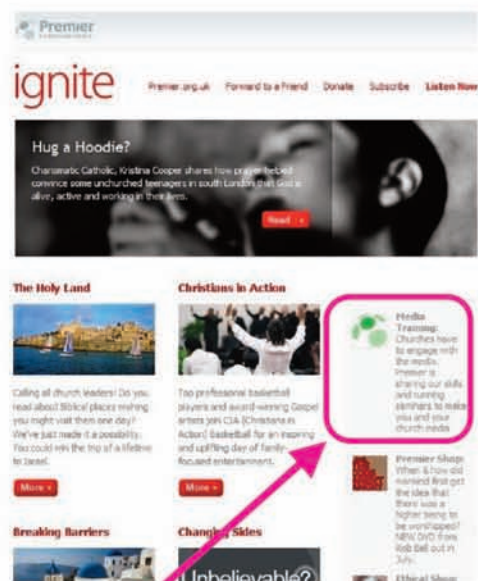 Premier
ignite
Premier.org.uk Forward to a Friend Donate Subscribe Listen Now
Hug a Hoodie?
Charismatic Catholic, Kristina Cooper shares how prayer helped
convince some unchurched teenagers in south London that God is
alive, active and working in their lives.
Read
The Holy Land
Calling all church leaders! Do you
read about Biblical places wishing
you might visit them one day?
We've just made it a possibility.
You could win the trip of a lifetime
to Israel.
More
Breaking Barriers
Christians in Action
Top professional basketball
players and award-winning Gospel
artists join CIA (Christians in
Action) Basketball for an inspiring
and uplifting day of family-
focused entertainment.
More
Changing Sides
Unbelievable?
Media
Training:
Churches have
to engage with
the media.
Premier is
sharing our skills
and running
seminars to make
you and your
church media
Premier Shop:
When & how did
mankind first get
the idea that
there was a
higher being to
be worshipped?
NEW DVD from
Rob Bell out in
July.
Shop